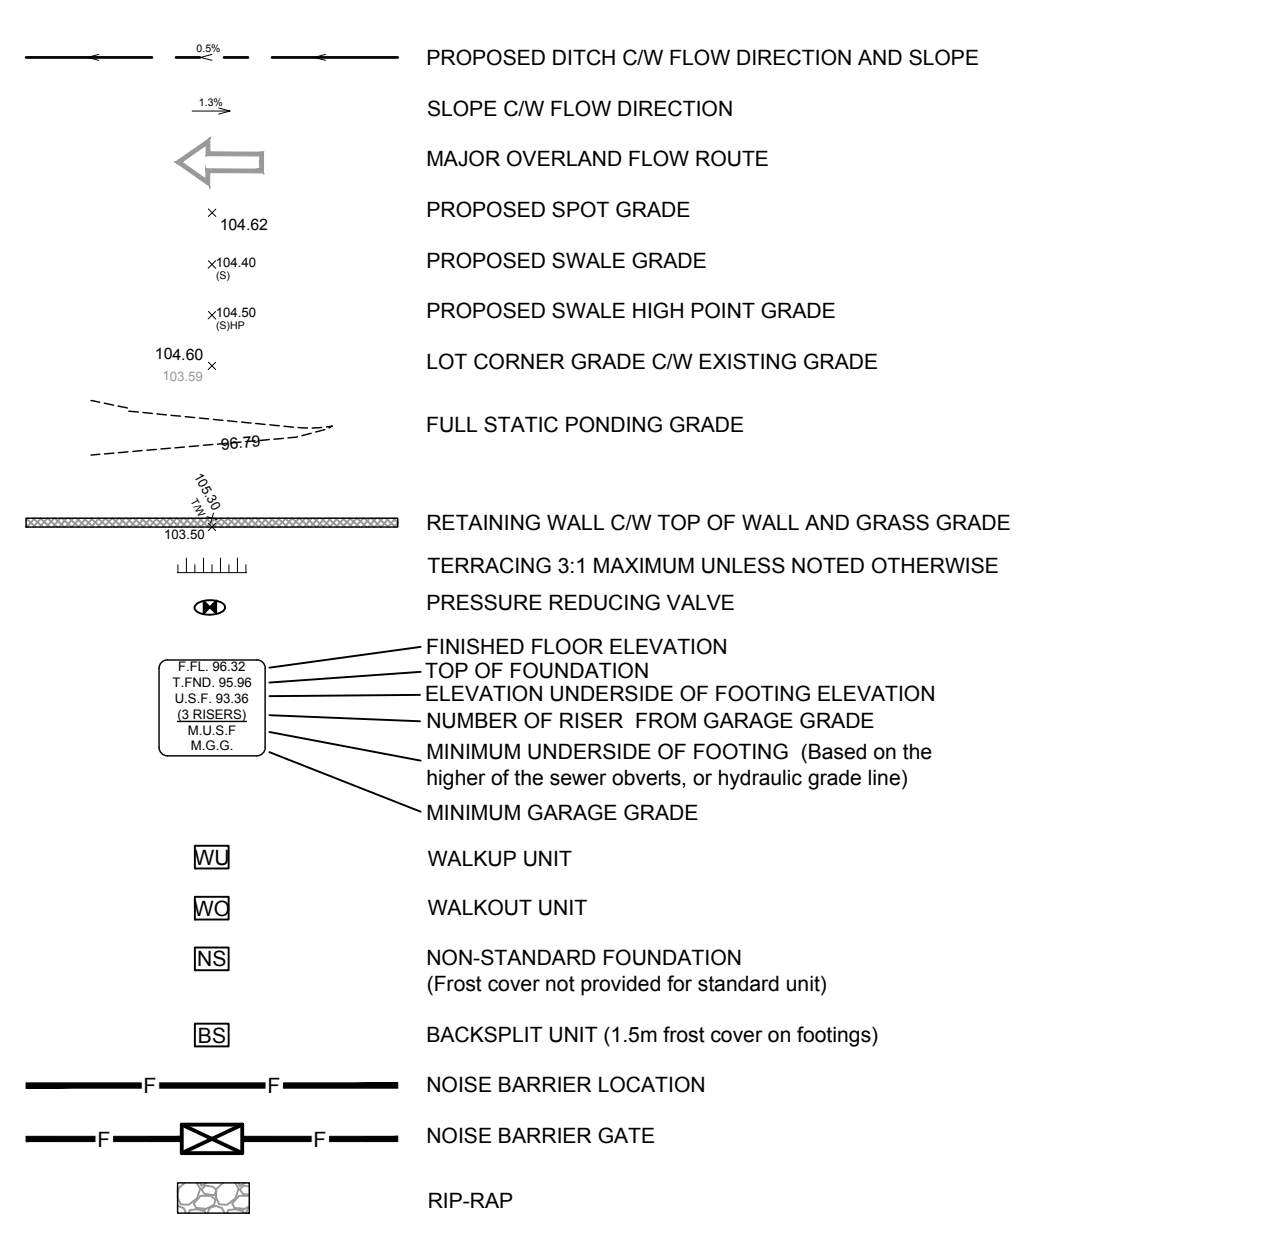 0.5%
PROPOSED DITCH C/W FLOW DIRECTION AND SLOPE
1.3%
SLOPE C/W FLOW DIRECTION
MAJOR OVERLAND FLOW ROUTE
PROPOSED SPOT GRADE
104.62
104.40
(S)
PROPOSED SWALE GRADE
104.50
(S)HP
PROPOSED SWALE HIGH POINT GRADE
104.60
103.59
LOT CORNER GRADE C/W EXISTING GRADE
96.79
FULL STATIC PONDING GRADE
105.30
T/W
103.50
RETAINING WALL C/W TOP OF WALL AND GRASS GRADE
TERRACING 3:1 MAXIMUM UNLESS NOTED OTHERWISE
PRESSURE REDUCING VALVE
F.FL. 96.32
T.FND. 95.96
U.S.F. 93.36
(3 RISERS)
M.U.S.F
M.G.G.
FINISHED FLOOR ELEVATION
TOP OF FOUNDATION
ELEVATION UNDERSIDE OF FOOTING ELEVATION
NUMBER OF RISER FROM GARAGE GRADE
MINIMUM UNDERSIDE OF FOOTING (Based on the
higher of the sewer obverts, or hydraulic grade line)
MINIMUM GARAGE GRADE
WU
WALKUP UNIT
WO
WALKOUT UNIT
NS
NON-STANDARD FOUNDATION
(Frost cover not provided for standard unit)
BS
BACKSPLIT UNIT (1.5m frost cover on footings)
F F
NOISE BARRIER LOCATION
F F
NOISE BARRIER GATE
RIP-RAP